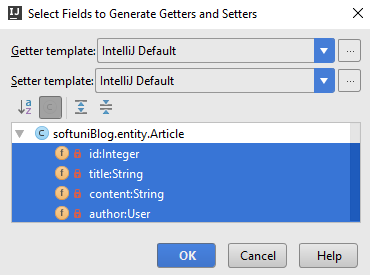 IJ Select Fields to Generate Getters and Setters
Getter template: IntelliJ Default ...
Setter template: IntelliJ Default ...
a z C
C softuniBlog.entity.Article
f id:Integer
f title:String
f content:String
f author:User
OK Cancel Help